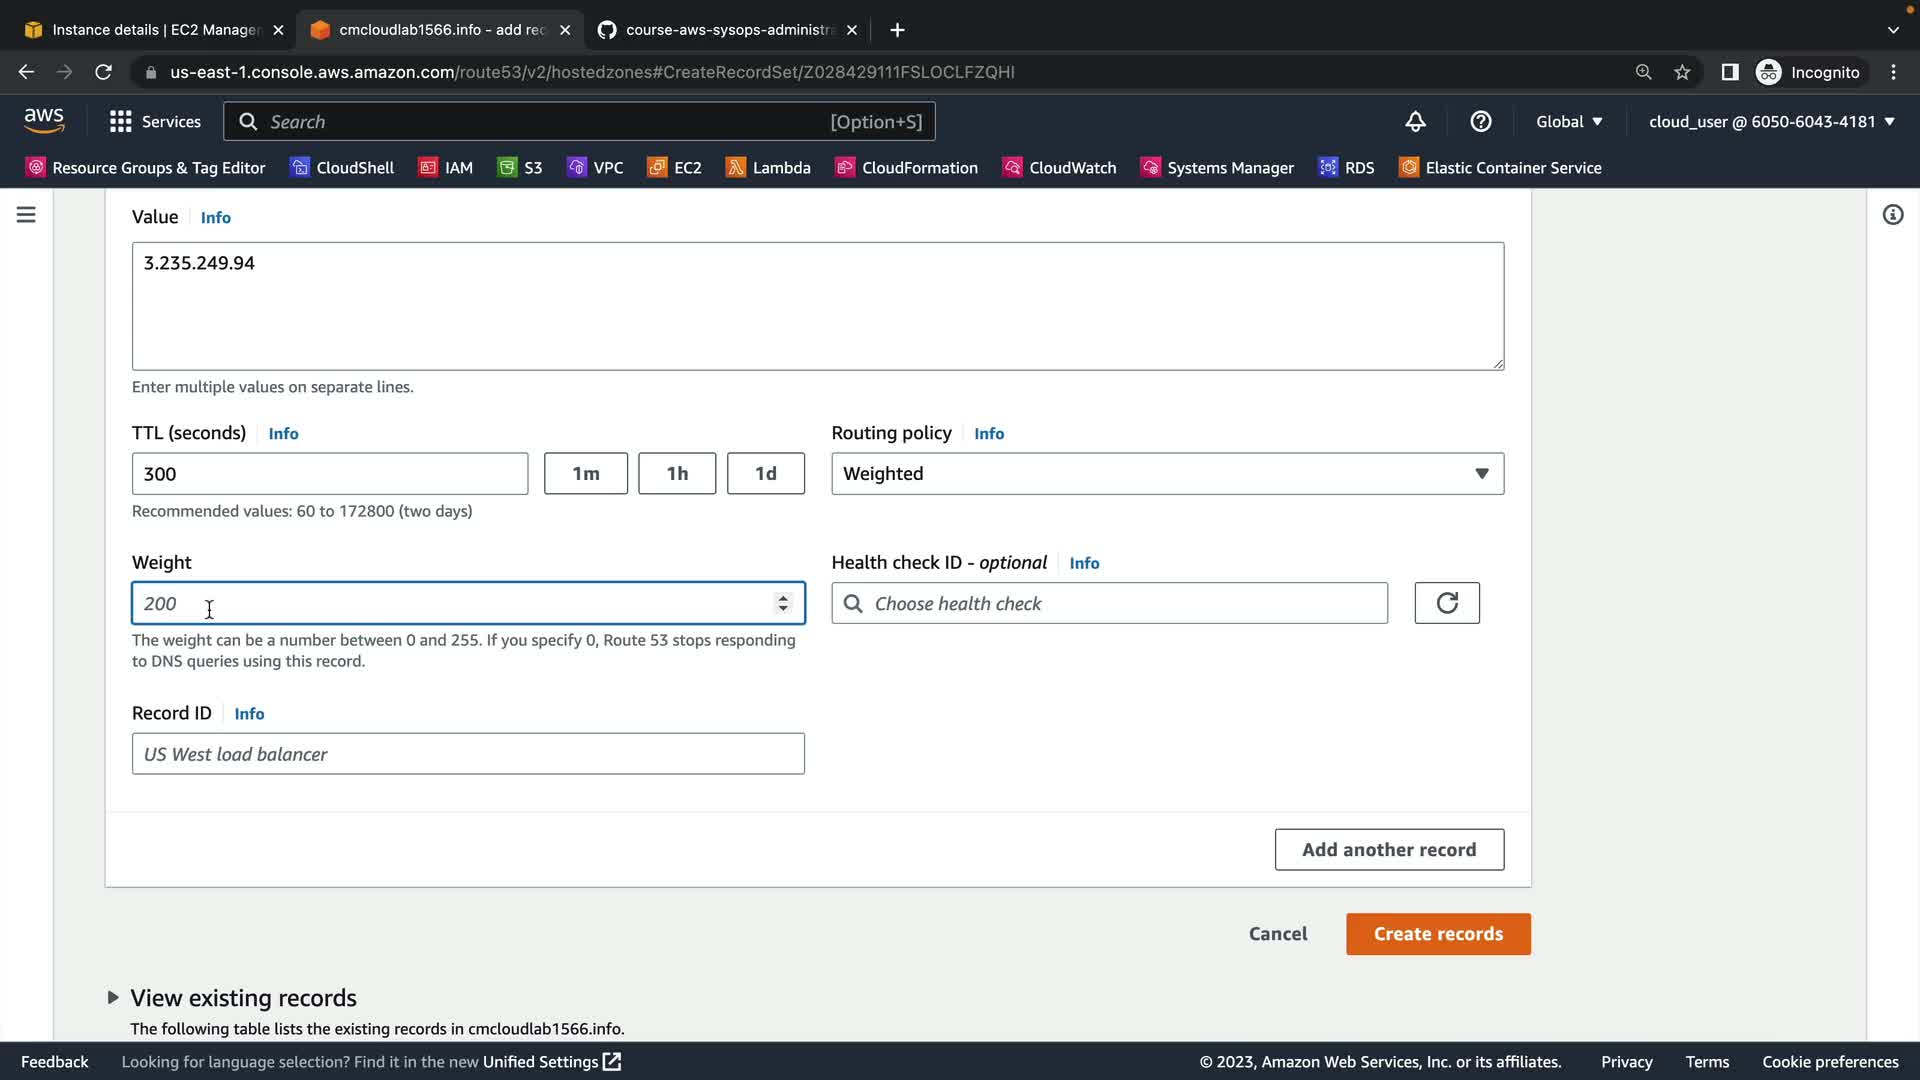 Instance details | EC2 Manager
cmcloudlab1566.info - add rec
course-aws-sysops-administra
us-east-1.console.aws.amazon.com/route53/v2/hostedzones#CreateRecordSet/Z028429111FSLOCLFZQHI
Incognito
aws
Services
Search
[Option+S]
Global
cloud_user @ 6050-6043-4181
Resource Groups & Tag Editor
CloudShell
IAM
S3
VPC
EC2
Lambda
CloudFormation
CloudWatch
Systems Manager
RDS
Elastic Container Service
Value
Info
3.235.249.94
Enter multiple values on separate lines.
TTL (seconds)
Info
300
1m
1h
1d
Recommended values: 60 to 172800 (two days)
Routing policy
Info
Weighted
Weight
200
The weight can be a number between 0 and 255. If you specify 0, Route 53 stops responding
to DNS queries using this record.
Health check ID - optional
Info
Choose health check
Record ID
Info
US West load balancer
Add another record
Cancel
Create records
View existing records
The following table lists the existing records in cmcloudlab1566.info.
Feedback
Looking for language selection? Find it in the new Unified Settings
© 2023, Amazon Web Services, Inc. or its affiliates.
Privacy
Terms
Cookie preferences